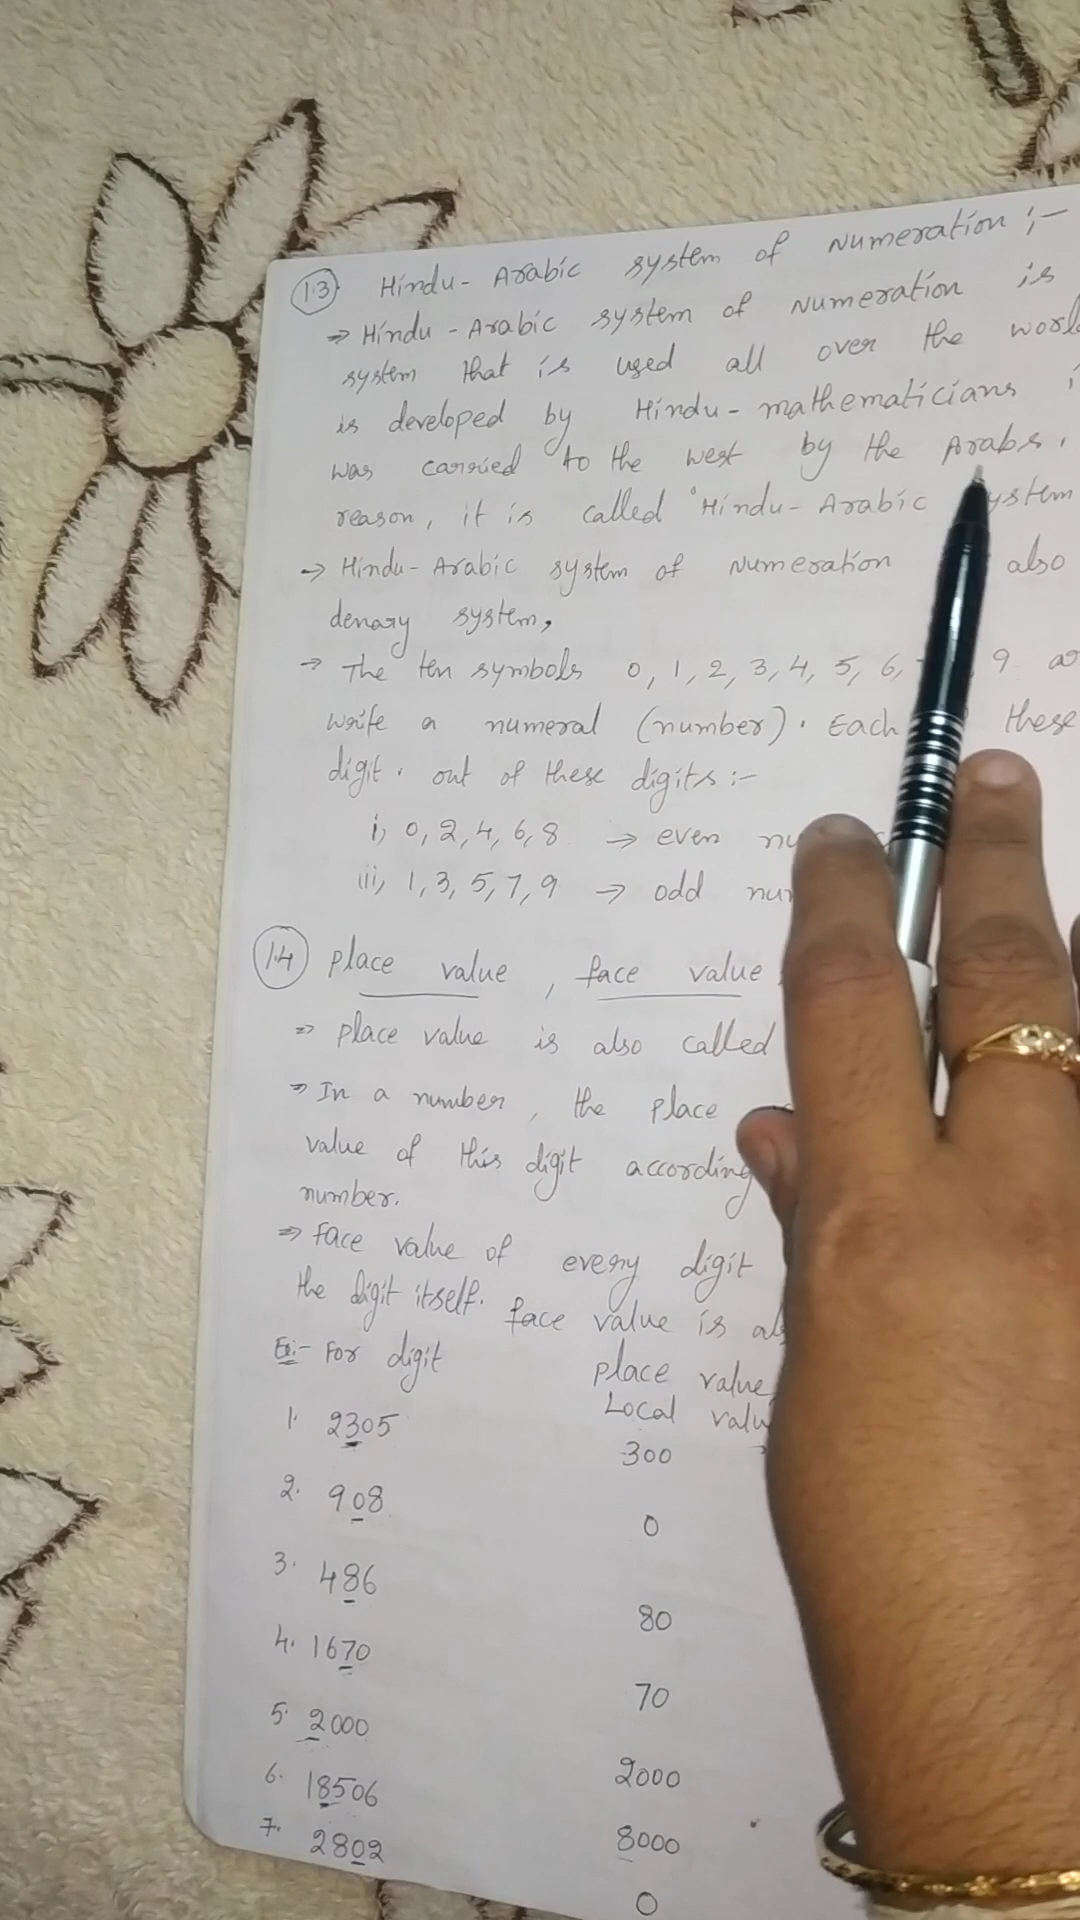 1.3 Hindu-Arabic system of Numeration :-
⇒ Hindu-Arabic system of Numeration is
system that is used all over the
is developed by Hindu-mathematicians
was carried to the west by the Arabs.
reason, it is called "Hindu-Arabic system
→ Hindu-Arabic system of Numeration also
denary system,
→ The ten symbols 0, 1, 2, 3, 4, 5, 6, 9
write a numeral (number). Each these
digit. out of these digits :-
i, 0, 2, 4, 6, 8 → even
iii, 1, 3, 5, 7, 9 → odd
1.4 place value, face value
⇒ place value is also called
⇒ In a number, the place
value of this digit according
number.
⇒ Face value of every digit
the digit itself. face value is
Ex:- For digit place value
Local
1. 2305 300
2. 908 0
3. 486 80
4. 1670 70
5. 2000 2000
6. 18506 8000
7. 2802 0